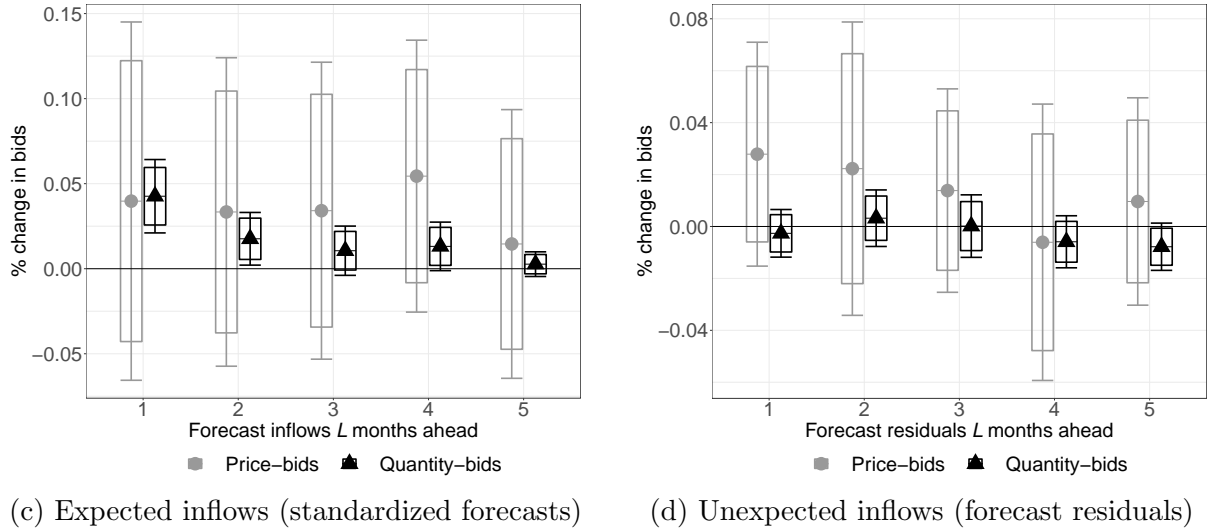 0.15
0.10
0.05
0.00
−0.05
% change in bids
1 2 3 4 5
Forecast inflows L months ahead
Price−bids Quantity−bids
(c) Expected inflows (standardized forecasts)
0.08
0.04
0.00
−0.04
% change in bids
1 2 3 4 5
Forecast residuals L months ahead
Price−bids Quantity−bids
(d) Unexpected inflows (forecast residuals)